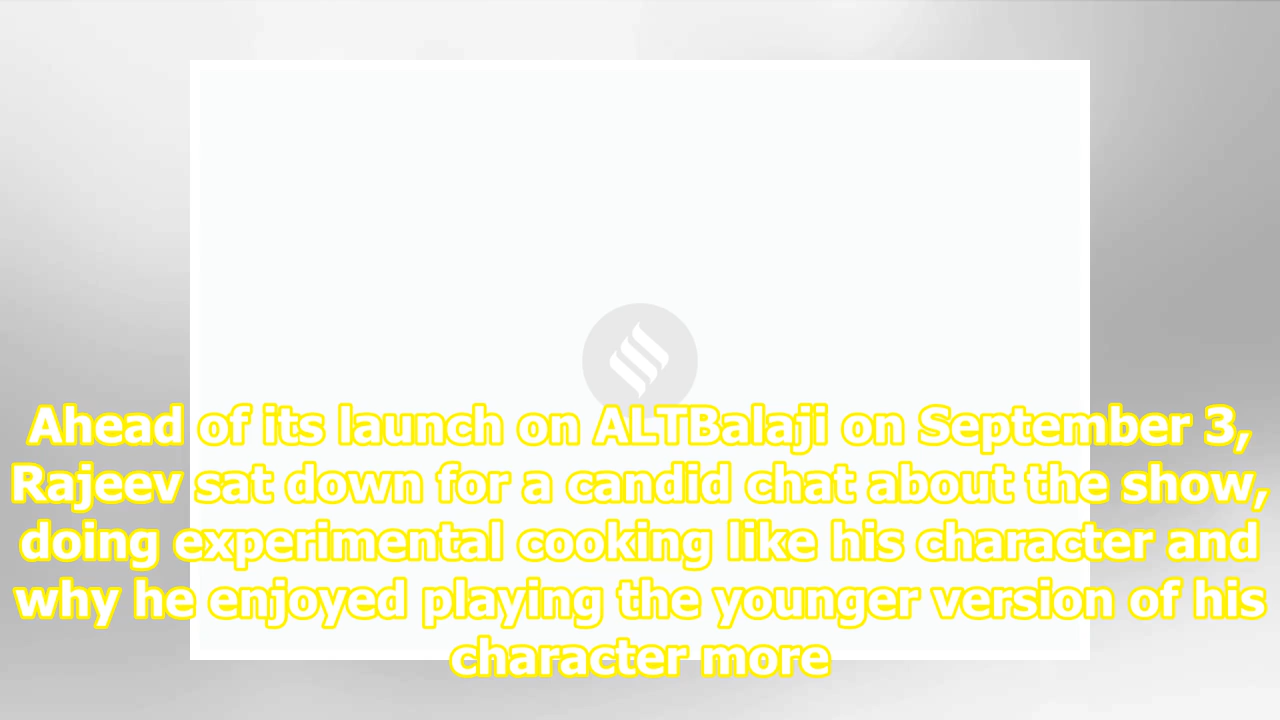 Ahead of its launch on ALTBalaji on September 3,
Rajeev sat down for a candid chat about the show,
doing experimental cooking like his character and
why he enjoyed playing the younger version of his
character more